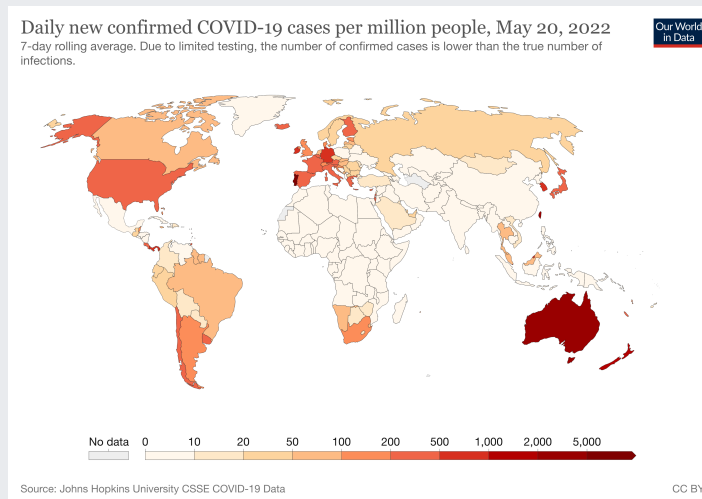 Daily new confirmed COVID-19 cases per million people, May 20, 2022
7-day rolling average. Due to limited testing, the number of confirmed cases is lower than the true number of
infections.
Our World
in Data
No data 0 10 20 50 100 200 500 1,000 2,000 5,000
Source: Johns Hopkins University CSSE COVID-19 Data
CC BY